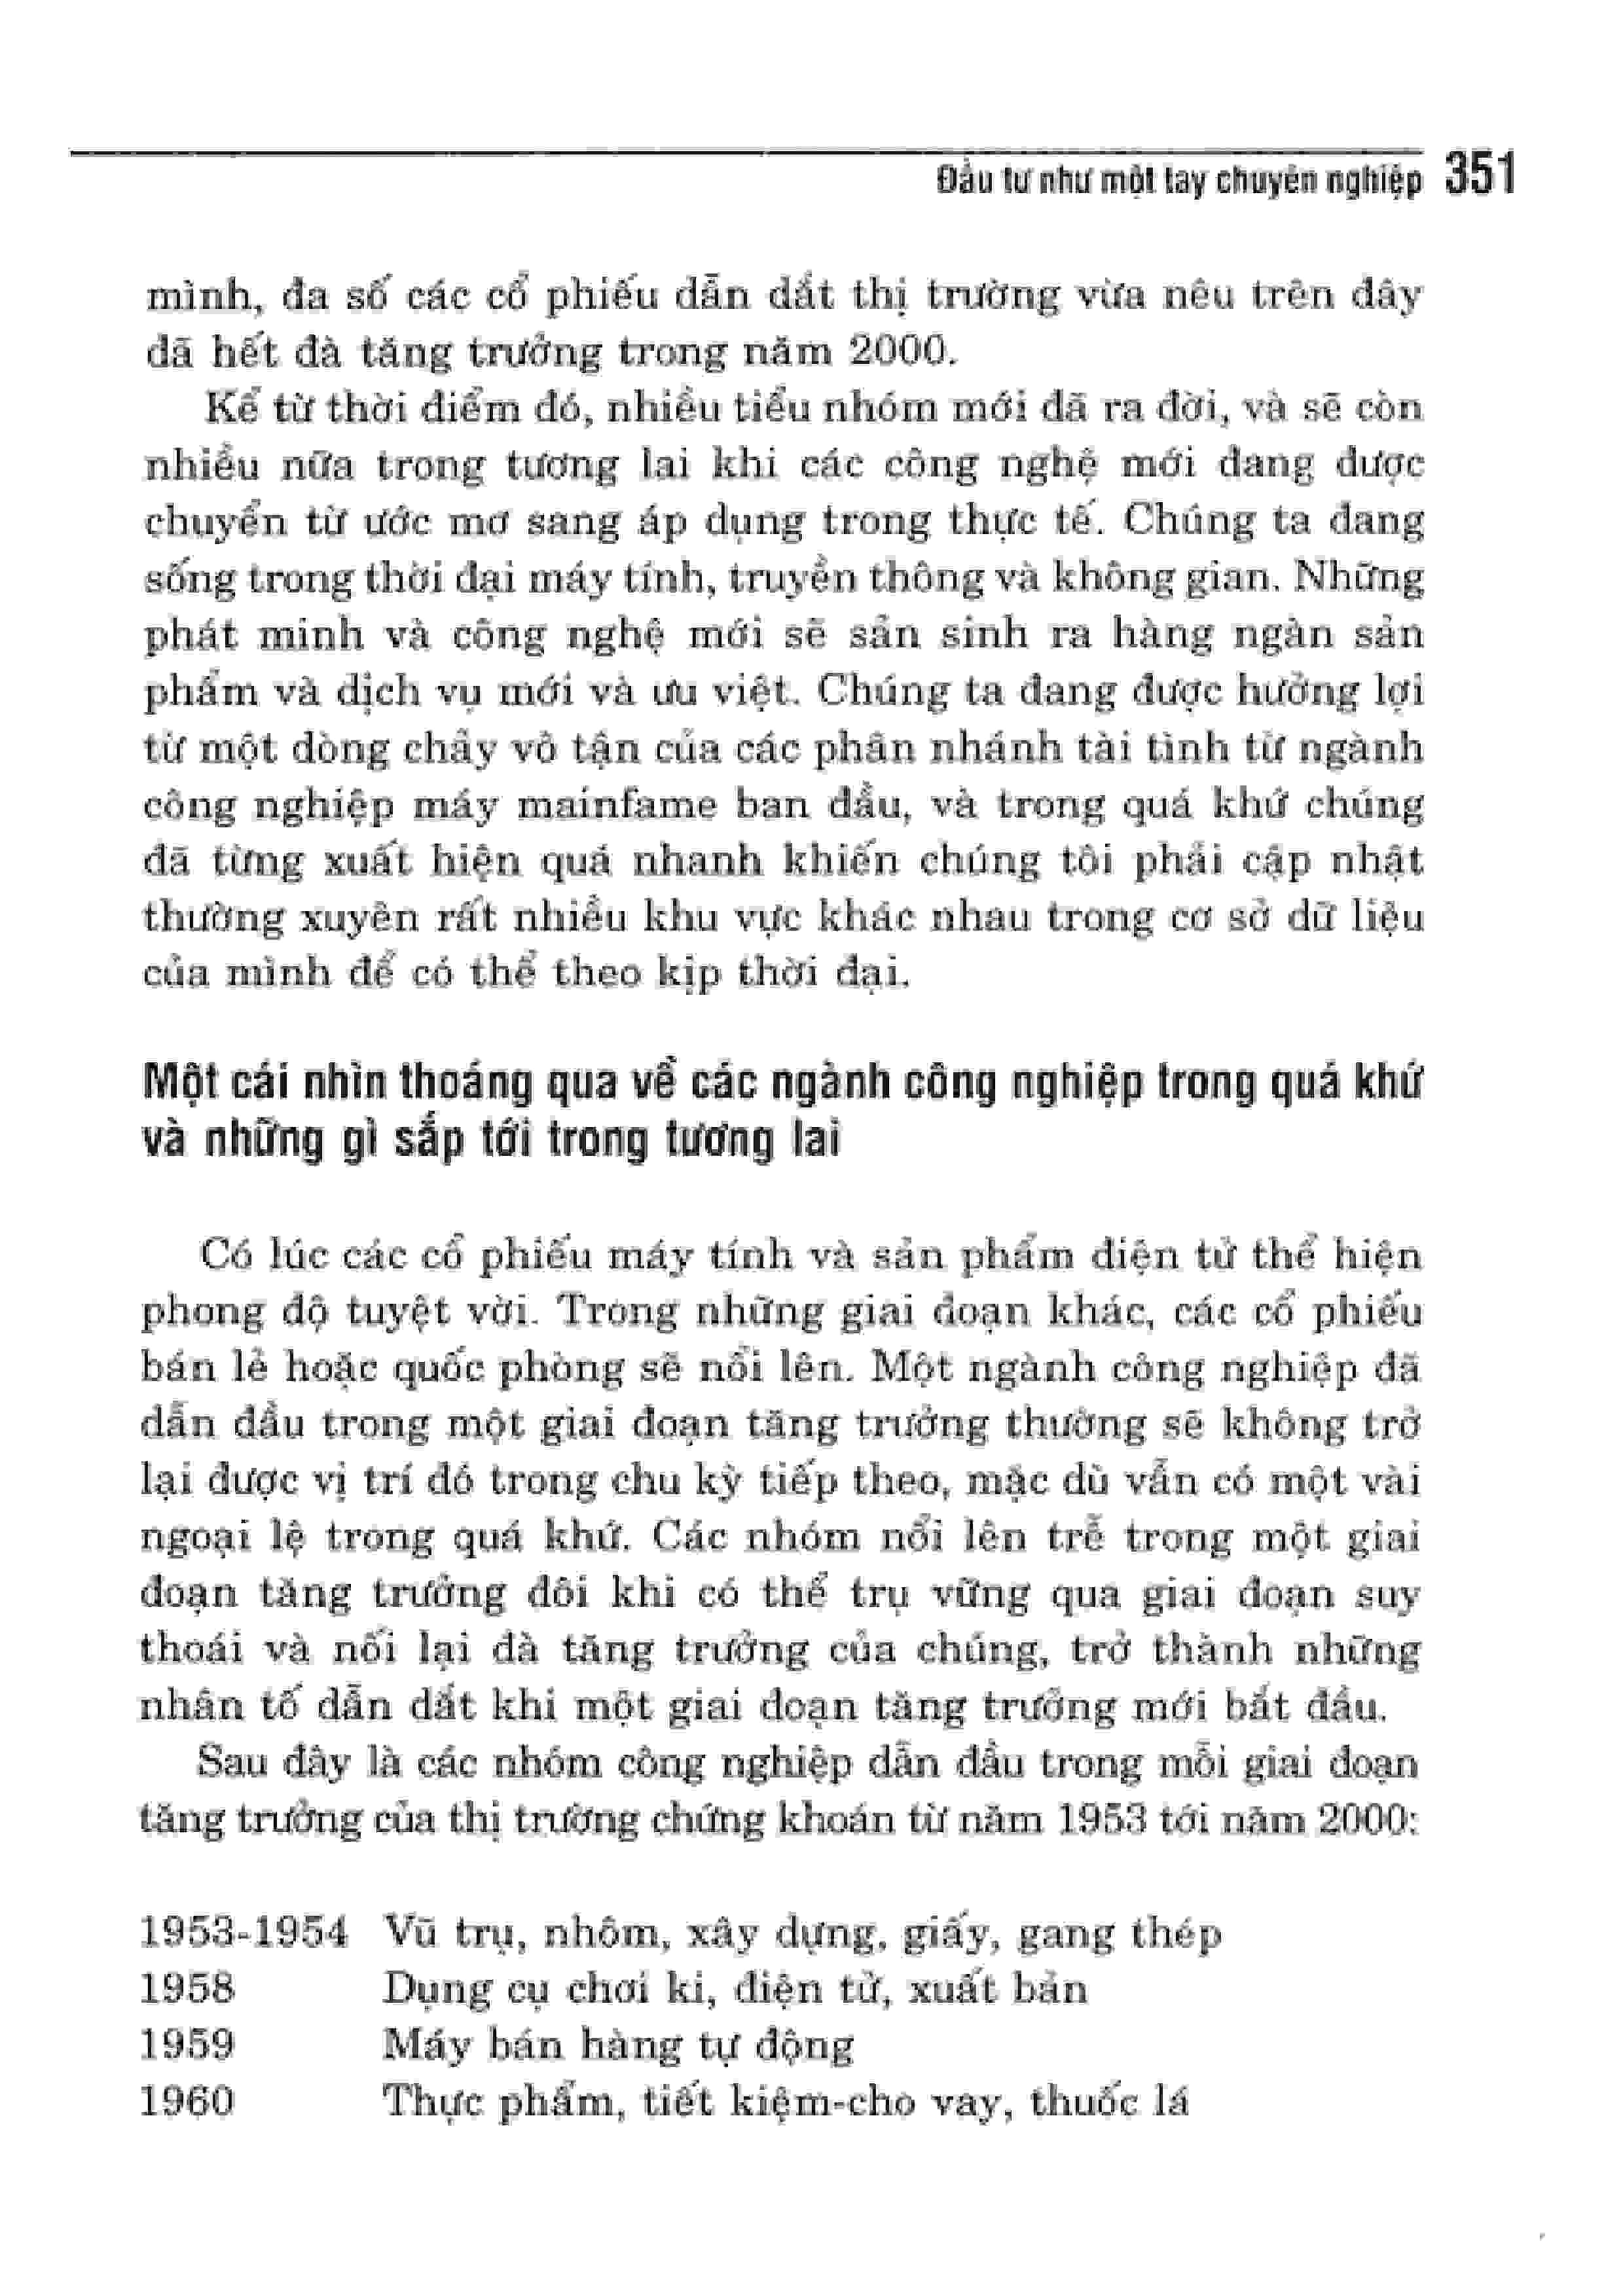 Đầu tư như một tay chuyên nghiệp 351
mình, đa số các cổ phiếu dẫn dắt thị trường vừa nêu trên đây
đã hết đà tăng trưởng trong năm 2000.
Kể từ thời điểm đó, nhiều tiểu nhóm mới đã ra đời, và sẽ còn
nhiều nữa trong tương lai khi các công nghệ mới đang được
chuyển từ ước mơ sang áp dụng trong thực tế. Chúng ta đang
sống trong thời đại máy tính, truyền thông và không gian. Những
phát minh và công nghệ mới sẽ sản sinh ra hàng ngàn sản
phẩm và dịch vụ mới và ưu việt. Chúng ta đang được hưởng lợi
từ một dòng chảy vô tận của các phân nhánh tài tình từ ngành
công nghiệp máy mainfame ban đầu, và trong quá khứ chúng
đã từng xuất hiện quá nhanh khiến chúng tôi phải cập nhật
thường xuyên rất nhiều khu vực khác nhau trong cơ sở dữ liệu
của mình để có thể theo kịp thời đại.
Một cái nhìn thoáng qua về các ngành công nghiệp trong quá khứ
và những gì sắp tới trong tương lai
Có lúc các cổ phiếu máy tính và sản phẩm điện tử thể hiện
phong độ tuyệt vời. Trong những giai đoạn khác, các cổ phiếu
bán lẻ hoặc quốc phòng sẽ nổi lên. Một ngành công nghiệp đã
dẫn đầu trong một giai đoạn tăng trưởng thường sẽ không trở
lại được vị trí đó trong chu kỳ tiếp theo, mặc dù vẫn có một vài
ngoại lệ trong quá khứ. Các nhóm nổi lên trễ trong một giai
đoạn tăng trưởng đôi khi có thể trụ vững qua giai đoạn suy
thoái và nối lại đà tăng trưởng của chúng, trở thành những
nhân tố dẫn dắt khi một giai đoạn tăng trưởng mới bắt đầu.
Sau đây là các nhóm công nghiệp dẫn đầu trong mỗi giai đoạn
tăng trưởng của thị trường chứng khoán từ năm 1953 tới năm 2000:
1953-1954 Vũ trụ, nhôm, xây dựng, giấy, gang thép
1958 Dụng cụ chơi ki, điện tử, xuất bản
1959 Máy bán hàng tự động
1960 Thực phẩm, tiết kiệm-cho vay, thuốc lá